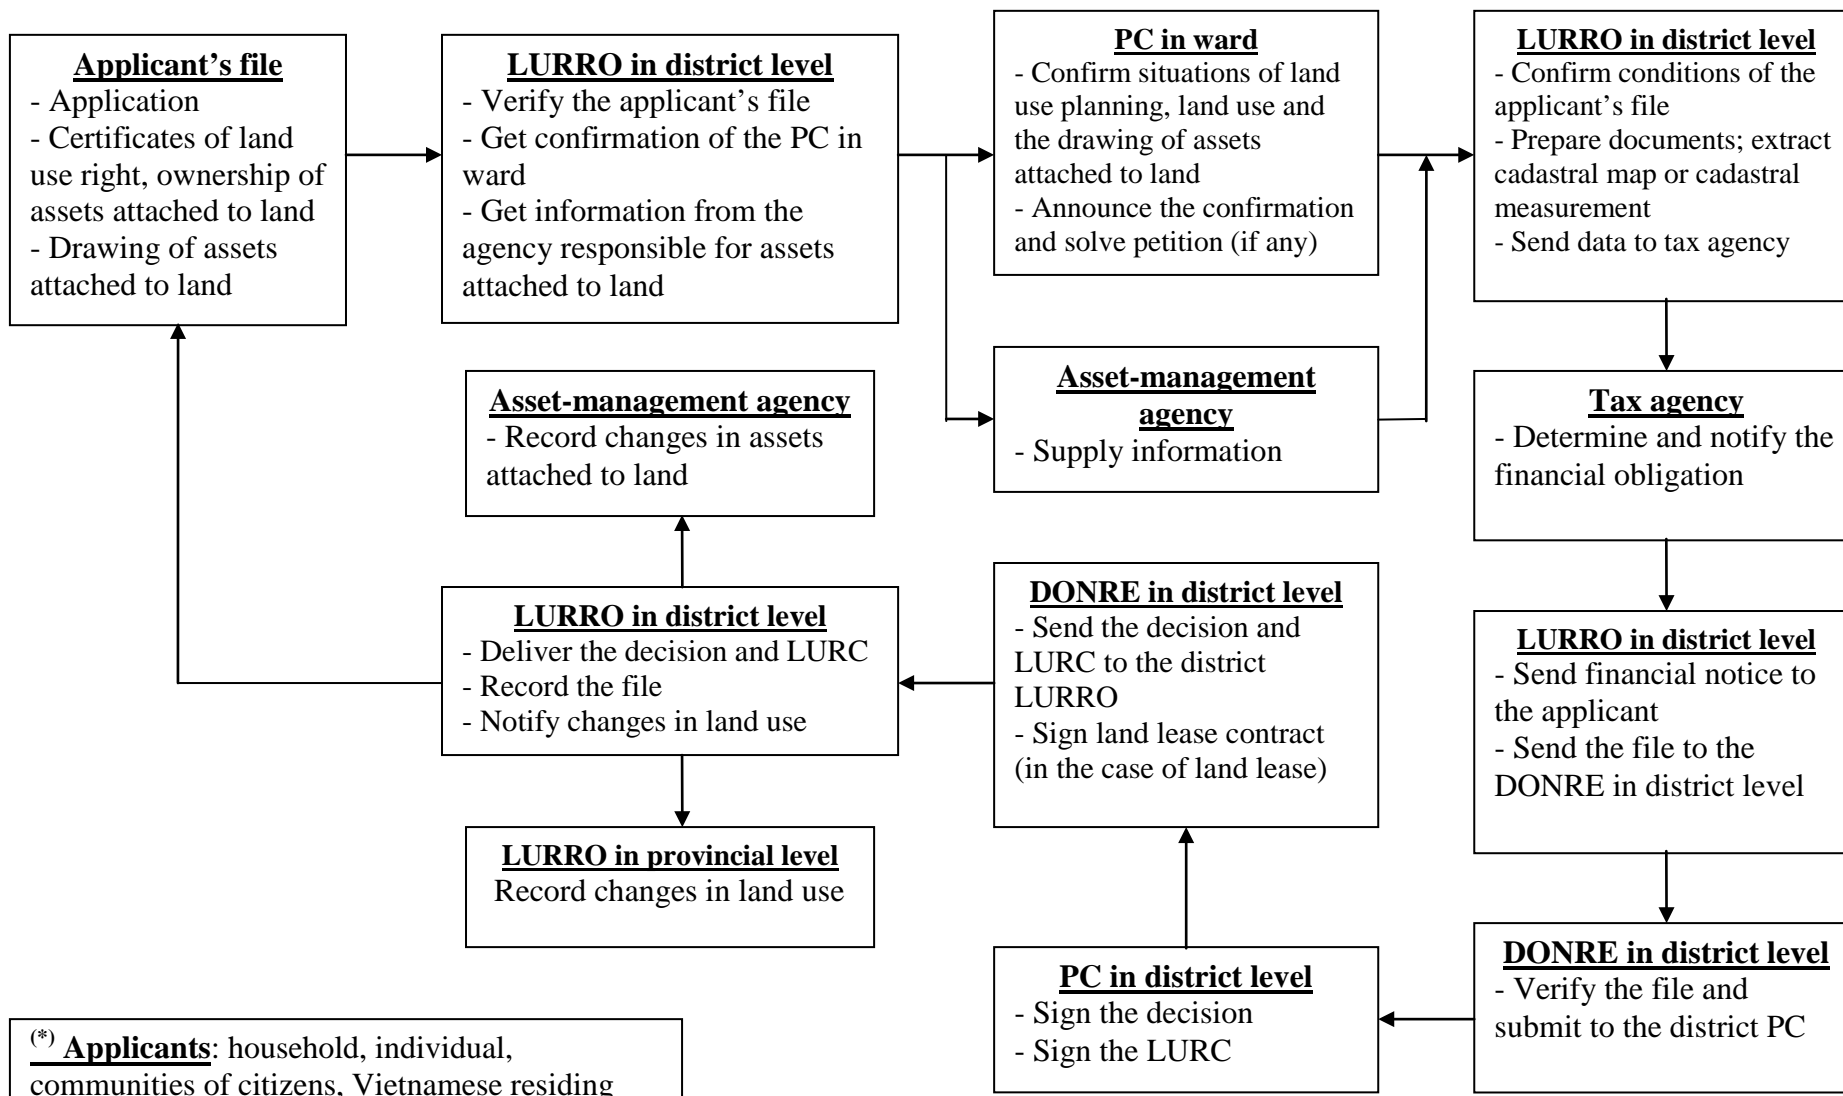 Applicant’s file
- Application
- Certificates of land
use right, ownership of
assets attached to land
- Drawing of assets
attached to land
LURRO in district level
- Verify the applicant’s file
- Get confirmation of the PC in
ward
- Get information from the
agency responsible for assets
attached to land
PC in ward
- Confirm situations of land
use planning, land use and
the drawing of assets
attached to land
- Announce the confirmation
and solve petition (if any)
LURRO in district level
- Confirm conditions of the
applicant’s file
- Prepare documents; extract
cadastral map or cadastral
measurement
- Send data to tax agency
Asset-management
agency
- Supply information
Tax agency
- Determine and notify the
financial obligation
Asset-management agency
- Record changes in assets
attached to land
LURRO in district level
- Deliver the decision and LURC
- Record the file
- Notify changes in land use
DONRE in district level
- Send the decision and
LURC to the district
LURRO
- Sign land lease contract
(in the case of land lease)
LURRO in district level
- Send financial notice to
the applicant
- Send the file to the
DONRE in district level
LURRO in provincial level
Record changes in land use
PC in district level
- Sign the decision
- Sign the LURC
DONRE in district level
- Verify the file and
submit to the district PC
(*) Applicants: household, individual,
communities of citizens, Vietnamese residing